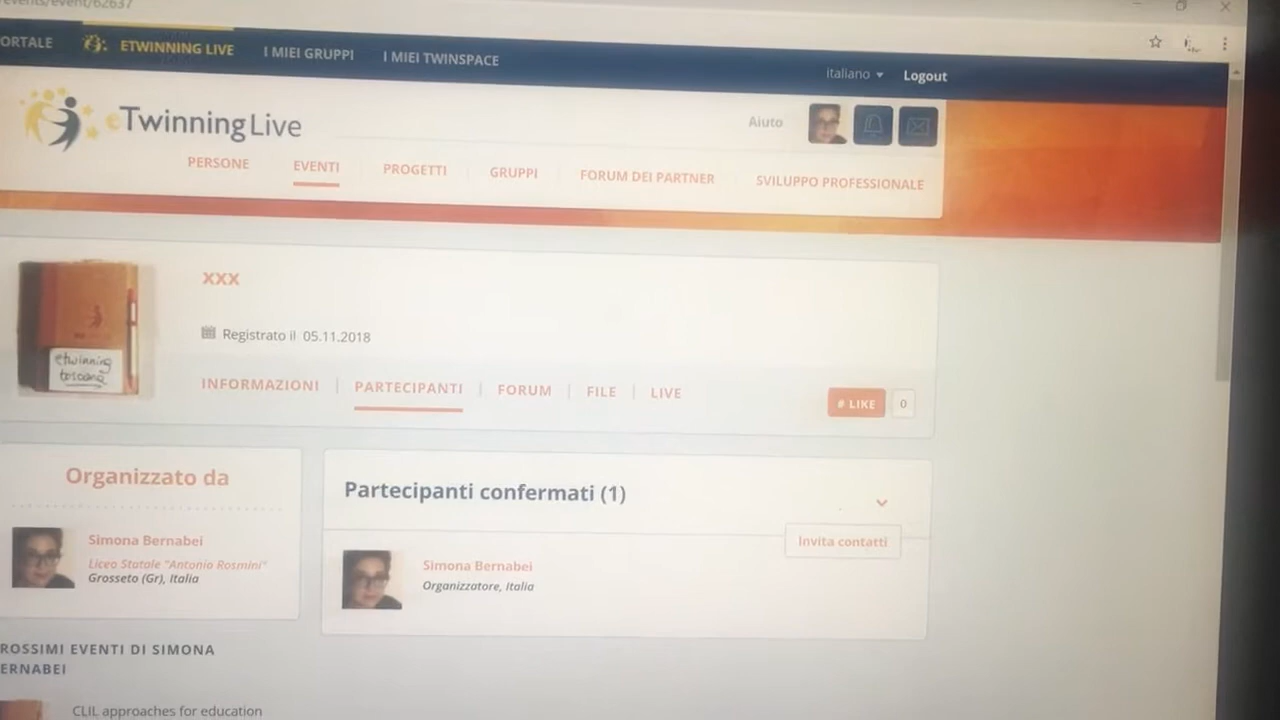 events/event/62637
ORTALE
ETWINNING LIVE
I MIEI GRUPPI
I MIEI TWINSPACE
italiano
Logout
eTwinning Live
Aiuto
PERSONE
EVENTI
PROGETTI
GRUPPI
FORUM DEI PARTNER
SVILUPPO PROFESSIONALE
etwinning
toscana
xxx
Registrato il 05.11.2018
INFORMAZIONI
PARTECIPANTI
FORUM
FILE
LIVE
# LIKE
0
Organizzato da
Simona Bernabei
Liceo Statale "Antonio Rosmini"
Grosseto (Gr), Italia
Partecipanti confermati (1)
Invita contatti
Simona Bernabei
Organizzatore, Italia
ROSSIMI EVENTI DI SIMONA
ERNABEI
CLIL approaches for education